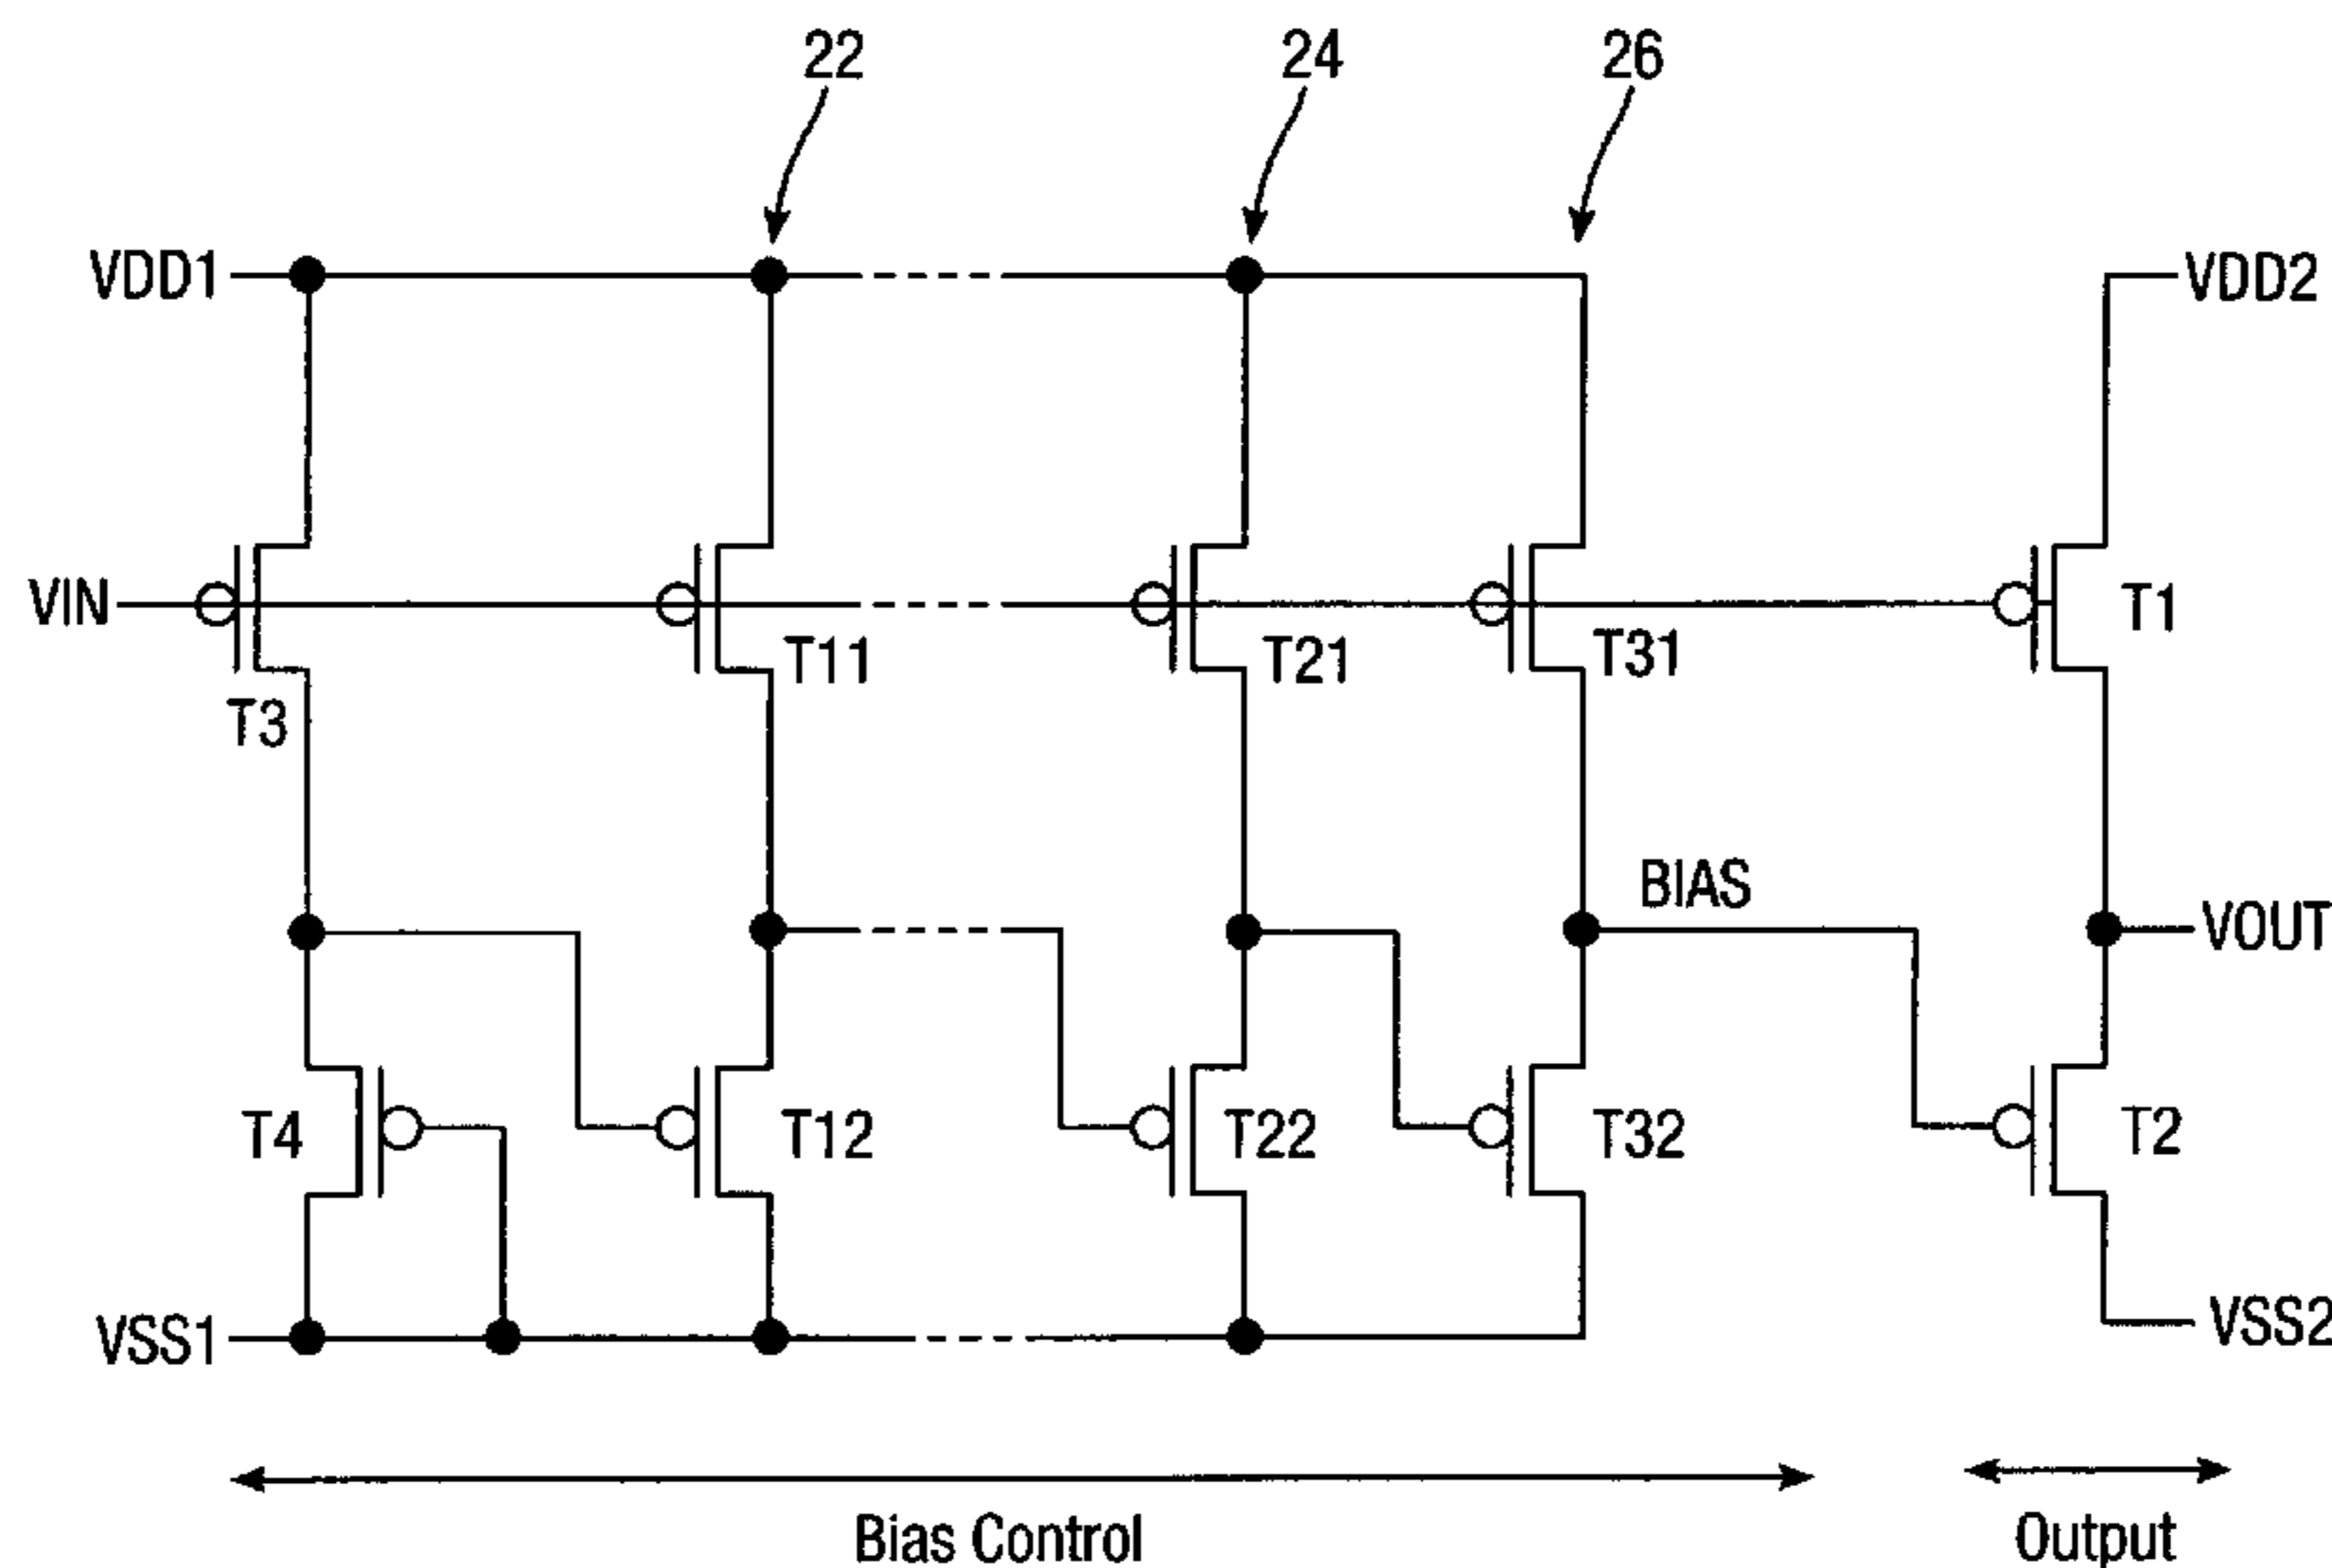 22
24
26
VDD1
VDD2
VIN
T1
T11
T21
T31
T3
BIAS
VOUT
T4
T12
T22
T32
T2
VSS1
VSS2
Bias Control
Output